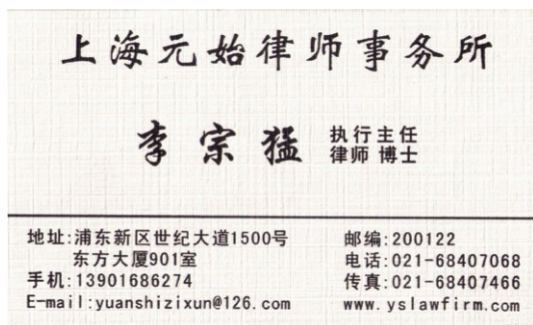 上海元始律师事务所
李宗猛 执行主任
律师 博士
地址:浦东新区世纪大道1500号
东方大厦901室
手机:13901686274
E-mail:yuanshizixun@126.com
邮编:200122
电话:021-68407068
传真:021-68407466
www.yslawfirm.com